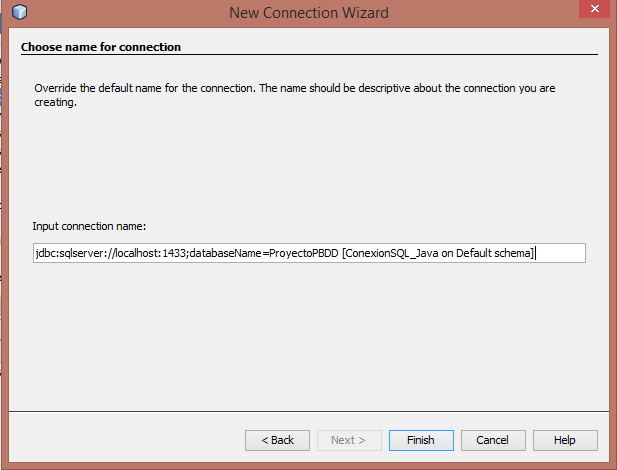 New Connection Wizard
Choose name for connection
Override the default name for the connection. The name should be descriptive about the connection you are
creating.
Input connection name:
jdbc:sqlserver://localhost:1433;databaseName=ProyectoPBDD [ConexionSQL_Java on Default schema]
< Back Next > Finish Cancel Help